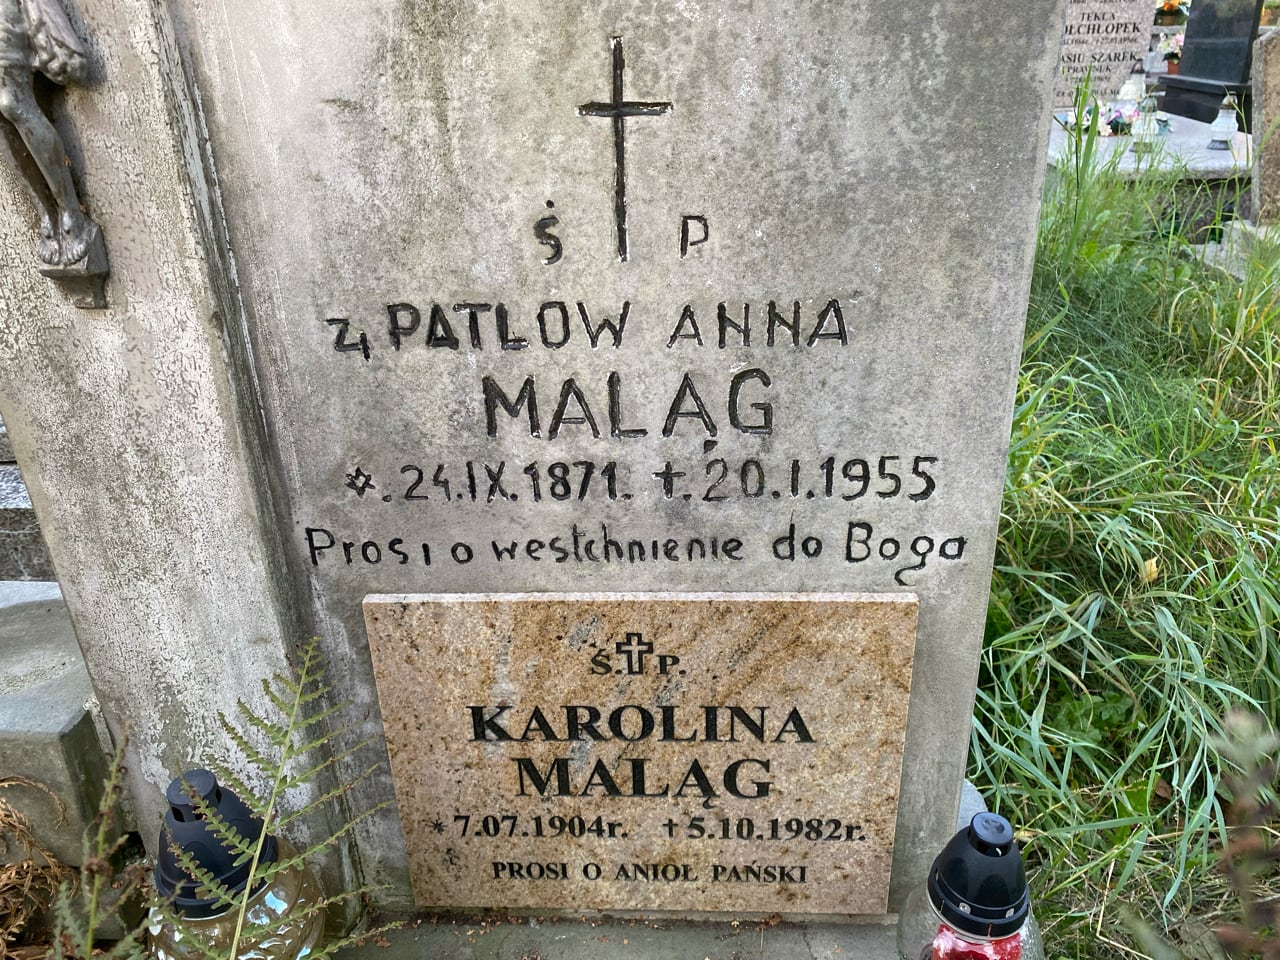 Ś P
Z PATLOW ANNA
MALĄG
✡. 24.IX.1871. ✝. 20.I.1955
Prosi o westchnienie do Boga
Ś.✝P.
KAROLINA
MALĄG
*7.07.1904r. ✝5.10.1982r.
PROSI O ANIOŁ PAŃSKI
TEKLA